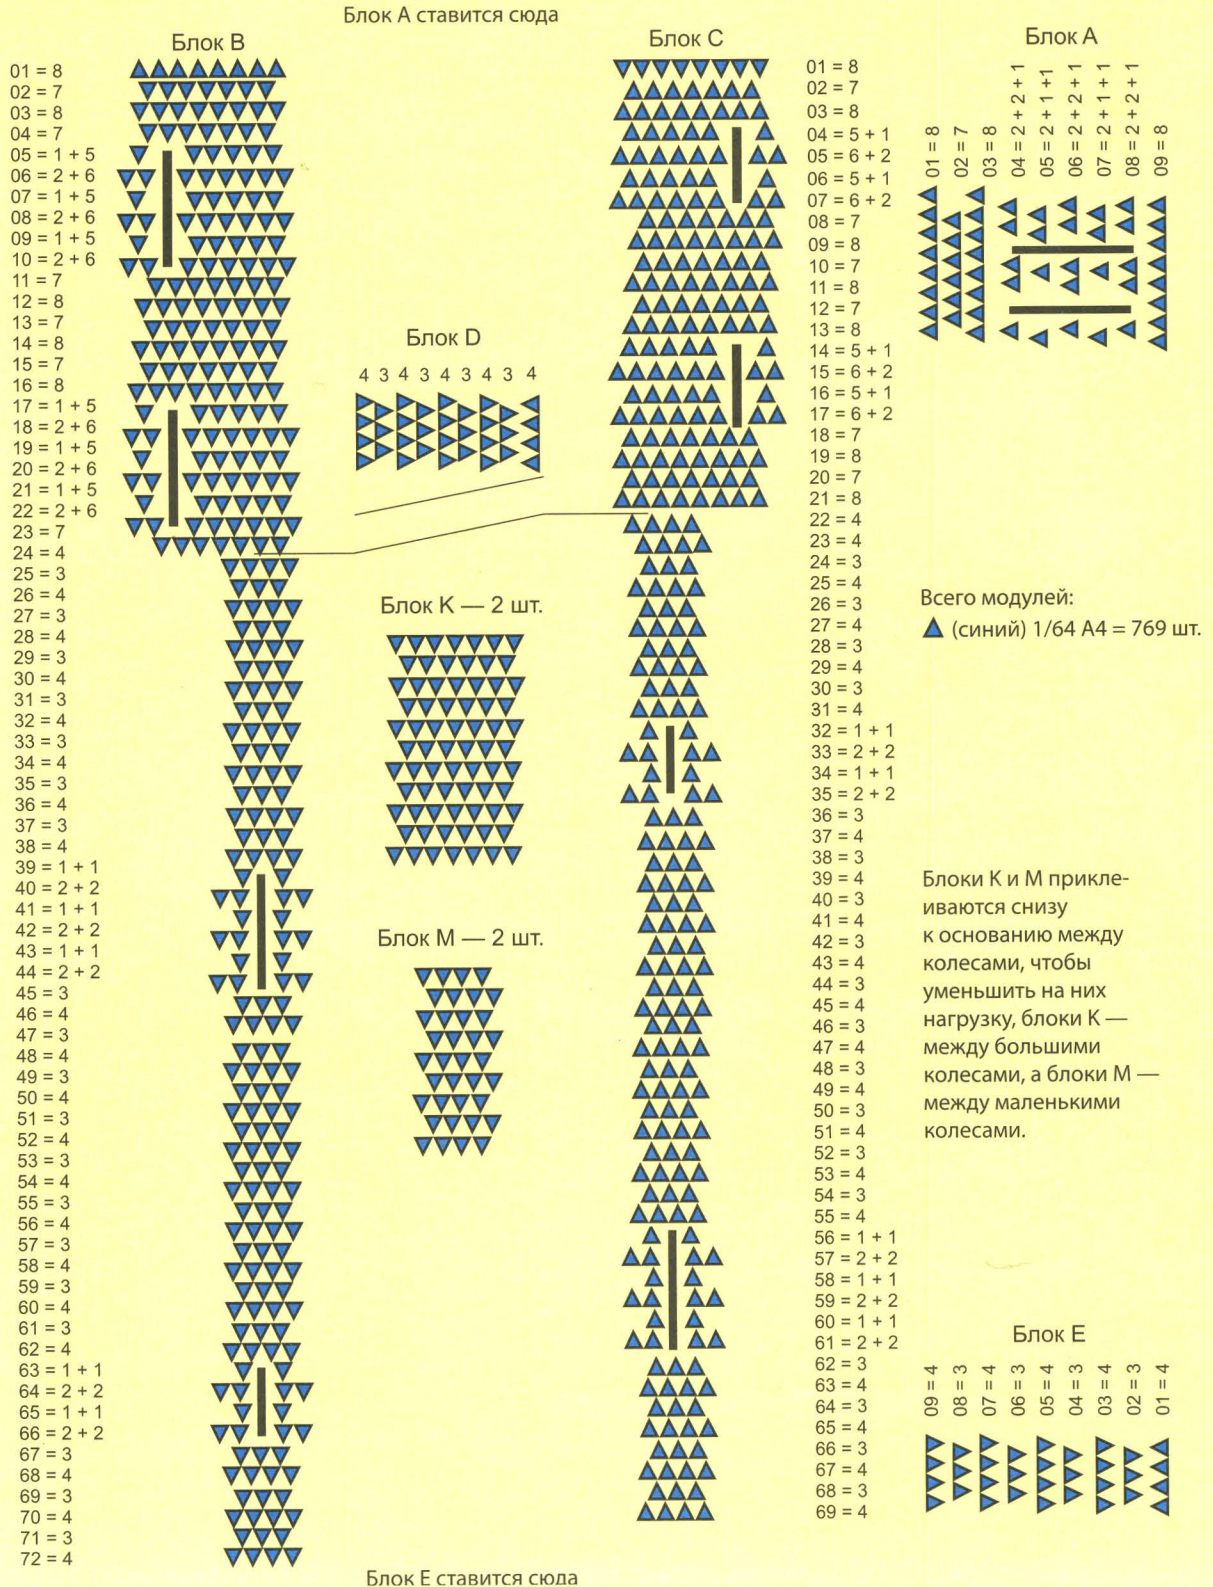 Блок А ставится сюда
Блок B
01 = 8
02 = 7
03 = 8
04 = 7
05 = 1 + 5
06 = 2 + 6
07 = 1 + 5
08 = 2 + 6
09 = 1 + 5
10 = 2 + 6
11 = 7
12 = 8
13 = 7
14 = 8
15 = 7
16 = 8
17 = 1 + 5
18 = 2 + 6
19 = 1 + 5
20 = 2 + 6
21 = 1 + 5
22 = 2 + 6
23 = 7
24 = 4
25 = 3
26 = 4
27 = 3
28 = 4
29 = 3
30 = 4
31 = 3
32 = 4
33 = 3
34 = 4
35 = 3
36 = 4
37 = 3
38 = 4
39 = 1 + 1
40 = 2 + 2
41 = 1 + 1
42 = 2 + 2
43 = 1 + 1
44 = 2 + 2
45 = 3
46 = 4
47 = 3
48 = 4
49 = 3
50 = 4
51 = 3
52 = 4
53 = 3
54 = 4
55 = 3
56 = 4
57 = 3
58 = 4
59 = 3
60 = 4
61 = 3
62 = 4
63 = 1 + 1
64 = 2 + 2
65 = 1 + 1
66 = 2 + 2
67 = 3
68 = 4
69 = 3
70 = 4
71 = 3
72 = 4
Блок D
4 3 4 3 4 3 4 3 4
Блок K — 2 шт.
Блок M — 2 шт.
Блок C
01 = 8
02 = 7
03 = 8
04 = 5 + 1
05 = 6 + 2
06 = 5 + 1
07 = 6 + 2
08 = 7
09 = 8
10 = 7
11 = 8
12 = 7
13 = 8
14 = 5 + 1
15 = 6 + 2
16 = 5 + 1
17 = 6 + 2
18 = 7
19 = 8
20 = 7
21 = 8
22 = 4
23 = 4
24 = 3
25 = 4
26 = 3
27 = 4
28 = 3
29 = 4
30 = 3
31 = 4
32 = 1 + 1
33 = 2 + 2
34 = 1 + 1
35 = 2 + 2
36 = 3
37 = 4
38 = 3
39 = 4
40 = 3
41 = 4
42 = 3
43 = 4
44 = 3
45 = 4
46 = 3
47 = 4
48 = 3
49 = 4
50 = 3
51 = 4
52 = 3
53 = 4
54 = 3
55 = 4
56 = 1 + 1
57 = 2 + 2
58 = 1 + 1
59 = 2 + 2
60 = 1 + 1
61 = 2 + 2
62 = 3
63 = 4
64 = 3
65 = 4
66 = 3
67 = 4
68 = 3
69 = 4
Блок A
01 = 8
02 = 7
03 = 8
04 = 2 + 2 + 1
05 = 2 + 1 +1
06 = 2 + 2 + 1
07 = 2 + 1 + 1
08 = 2 + 2 + 1
09 = 8
Всего модулей:
(синий) 1/64 А4 = 769 шт.
Блоки К и М прикле-
иваются снизу
к основанию между
колесами, чтобы
уменьшить на них
нагрузку, блоки К —
между большими
колесами, а блоки М —
между маленькими
колесами.
Блок E
09 = 4
08 = 3
07 = 4
06 = 3
05 = 4
04 = 3
03 = 4
02 = 3
01 = 4
Блок Е ставится сюда